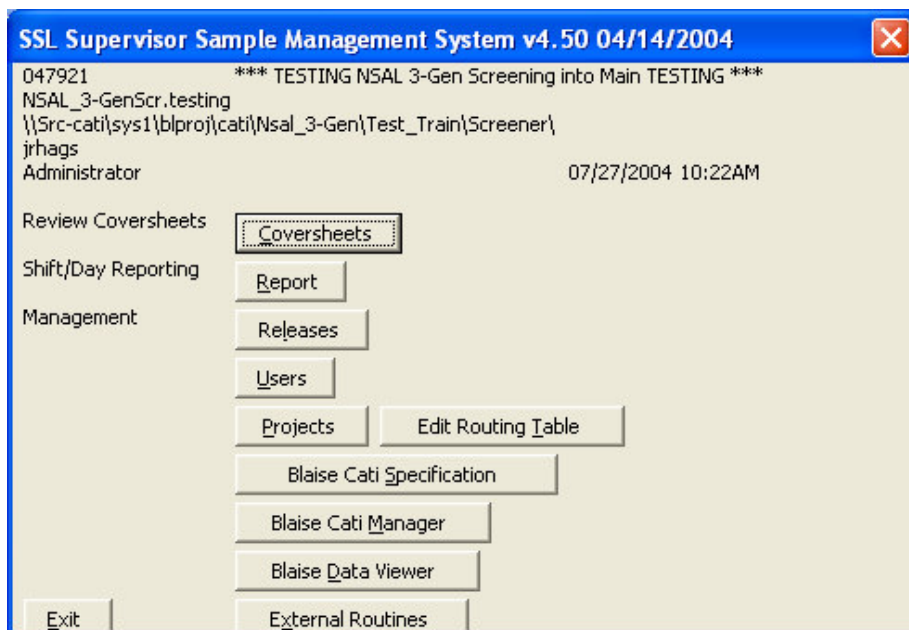 SSL Supervisor Sample Management System v4.50 04/14/2004
047921 *** TESTING NSAL 3-Gen Screening into Main TESTING ***
NSAL_3-GenScr.testing
\\Src-cati\sys1\blproj\cati\Nsal_3-Gen\Test_Train\Screener\
jrhags
Administrator 07/27/2004 10:22AM
Review Coversheets Coversheets
Shift/Day Reporting Report
Management Releases
Users
Projects Edit Routing Table
Blaise Cati Specification
Blaise Cati Manager
Blaise Data Viewer
Exit External Routines